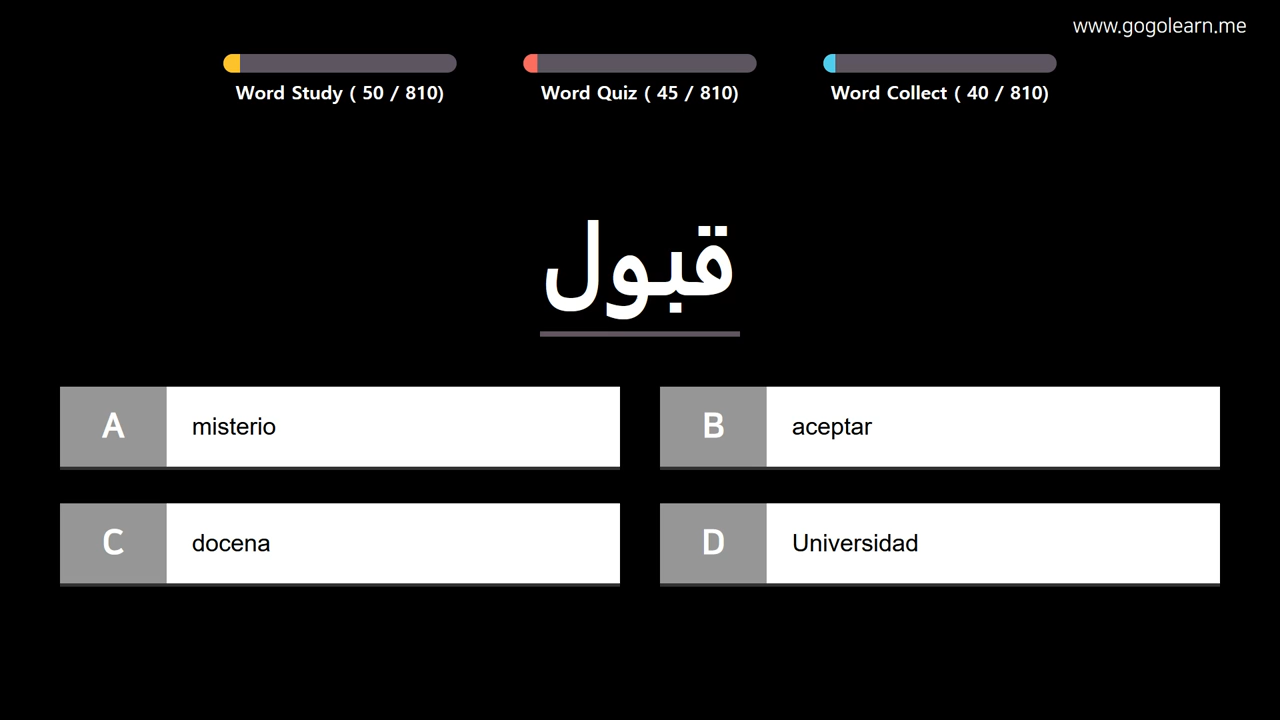 www.gogolearn.me
Word Study ( 50 / 810)
Word Quiz ( 45 / 810)
Word Collect ( 40 / 810)
قبول
A misterio
B aceptar
C docena
D Universidad